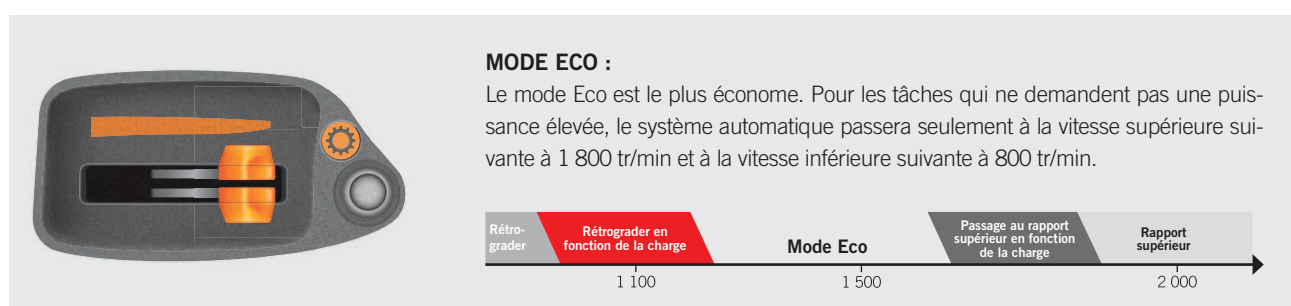 MODE ECO :
Le mode Eco est le plus économe. Pour les tâches qui ne demandent pas une puis-
sance élevée, le système automatique passera seulement à la vitesse supérieure sui-
vante à 1 800 tr/min et à la vitesse inférieure suivante à 800 tr/min.
Rétro-
grader
Rétrograder en
fonction de la charge
Mode Eco
Passage au rapport
supérieur en fonction
de la charge
Rapport
supérieur
1 100
1 500
2 000